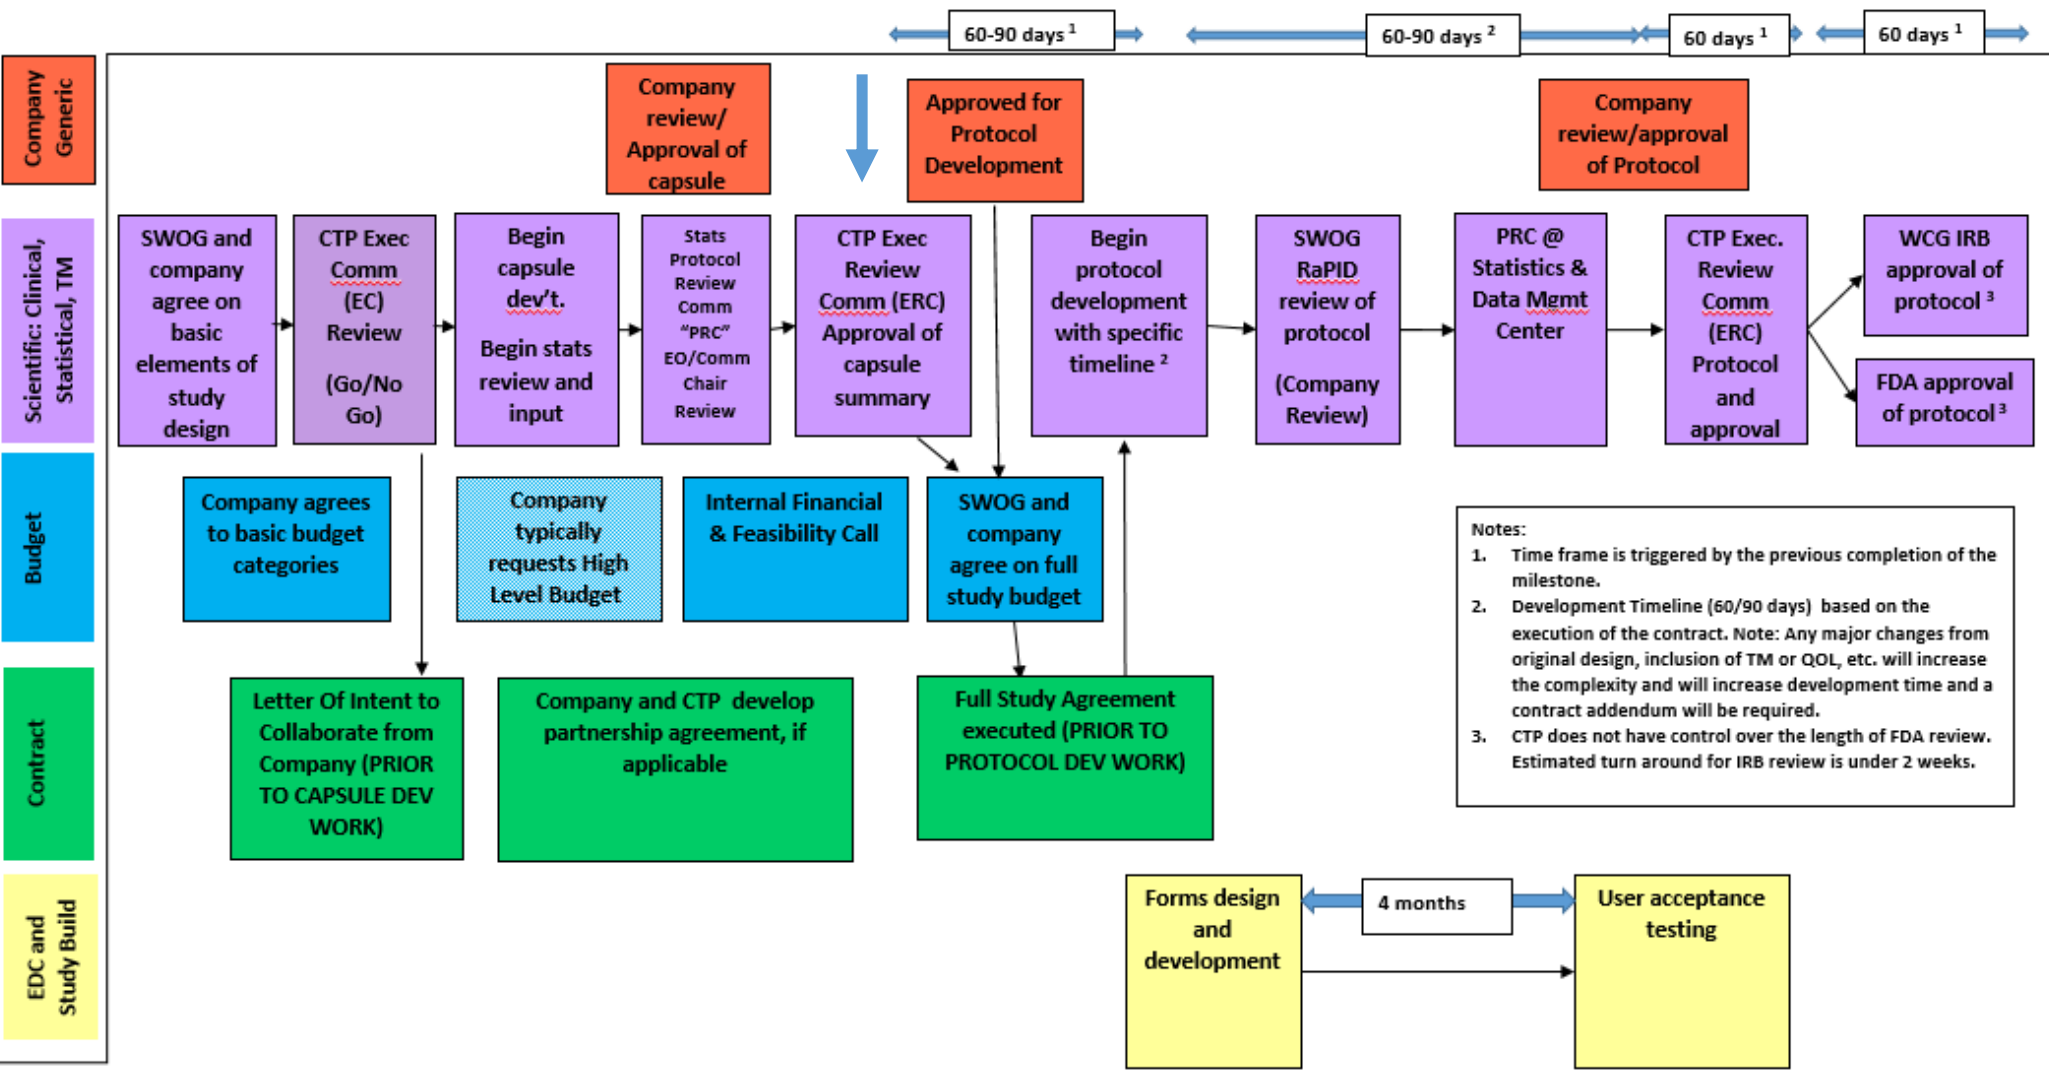 60-90 days 1
60-90 days 2
60 days 1
60 days 1
Company
Generic
Company
review/
Approval of
capsule
Approved for
Protocol
Development
Company
review/approval
of Protocol
Scientific: Clinical,
Statistical, TM
SWOG and
company
agree on
basic
elements of
study
design
CTP Exec
Comm
(EC)
Review
(Go/No
Go)
Begin
capsule
dev't.
Begin stats
review and
input
Stats
Protocol
Review
Comm
“PRC”
EO/Comm
Chair
Review
CTP Exec
Review
Comm (ERC)
Approval of
capsule
summary
Begin
protocol
development
with specific
timeline 2
SWOG
RaPID
review of
protocol
(Company
Review)
PRC @
Statistics &
Data Mgmt
Center
CTP Exec.
Review
Comm
(ERC)
Protocol
and
approval
WCG IRB
approval of
protocol 3
FDA approval
of protocol 3
Budget
Company agrees
to basic budget
categories
Company
typically
requests High
Level Budget
Internal Financial
& Feasibility Call
SWOG and
company
agree on full
study budget
Notes:
1. Time frame is triggered by the previous completion of the
milestone.
2. Development Timeline (60/90 days) based on the
execution of the contract. Note: Any major changes from
original design, inclusion of TM or QOL, etc. will increase
the complexity and will increase development time and a
contract addendum will be required.
3. CTP does not have control over the length of FDA review.
Estimated turn around for IRB review is under 2 weeks.
Contract
Letter Of Intent to
Collaborate from
Company (PRIOR
TO CAPSULE DEV
WORK)
Company and CTP develop
partnership agreement, if
applicable
Full Study Agreement
executed (PRIOR TO
PROTOCOL DEV WORK)
EDC and
Study Build
Forms design
and
development
4 months
User acceptance
testing